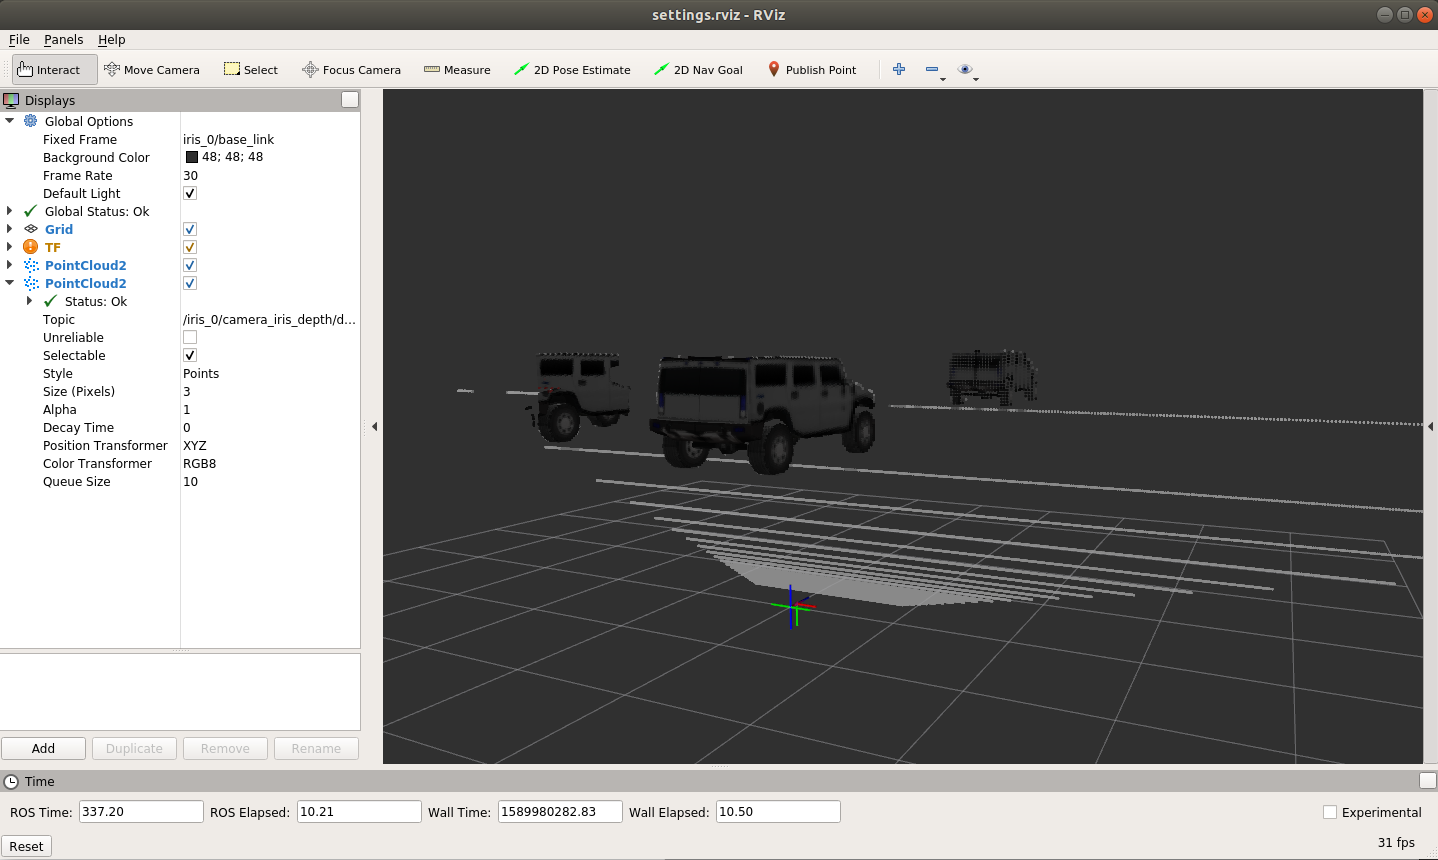 settings.rviz - RViz
File Panels Help
Interact Move Camera Select Focus Camera Measure 2D Pose Estimate 2D Nav Goal Publish Point
Displays
Global Options
Fixed Frame iris_0/base_link
Background Color 48; 48; 48
Frame Rate 30
Default Light
Global Status: Ok
Grid
TF
PointCloud2
PointCloud2
Status: Ok
Topic /iris_0/camera_iris_depth/d...
Unreliable
Selectable
Style Points
Size (Pixels) 3
Alpha 1
Decay Time 0
Position Transformer XYZ
Color Transformer RGB8
Queue Size 10
Add Duplicate Remove Rename
Time
ROS Time: 337.20 ROS Elapsed: 10.21 Wall Time: 1589980282.83 Wall Elapsed: 10.50 Experimental
Reset 31 fps